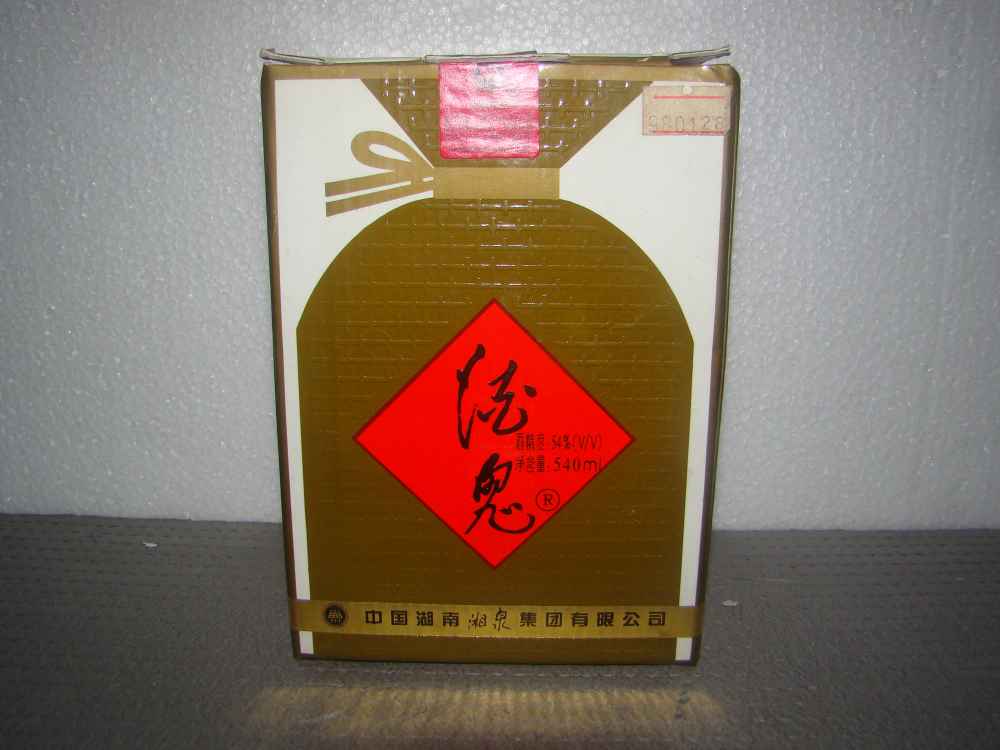 980128
酒
鬼
酒精度:54%(V/V)
净含量:540ml
®
中国湖南湘泉集团有限公司